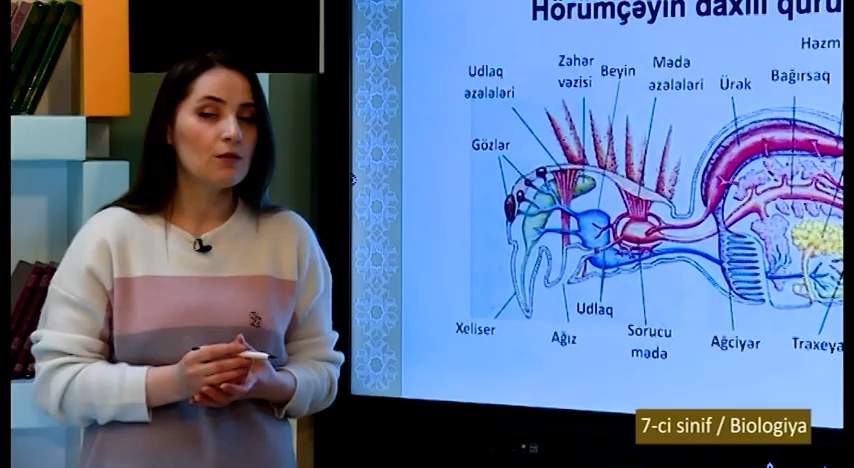 Hörümçəyin daxili quru
Həzm
Udlaq
əzələləri
Zəhər
vəzisi
Beyin
Mədə
əzələləri
Ürək
Bağırsaq
Gözlər
Xeliser
Ağız
Udlaq
Sorucu
mədə
Ağciyər
Traxeya
7-ci sinif / Biologiya